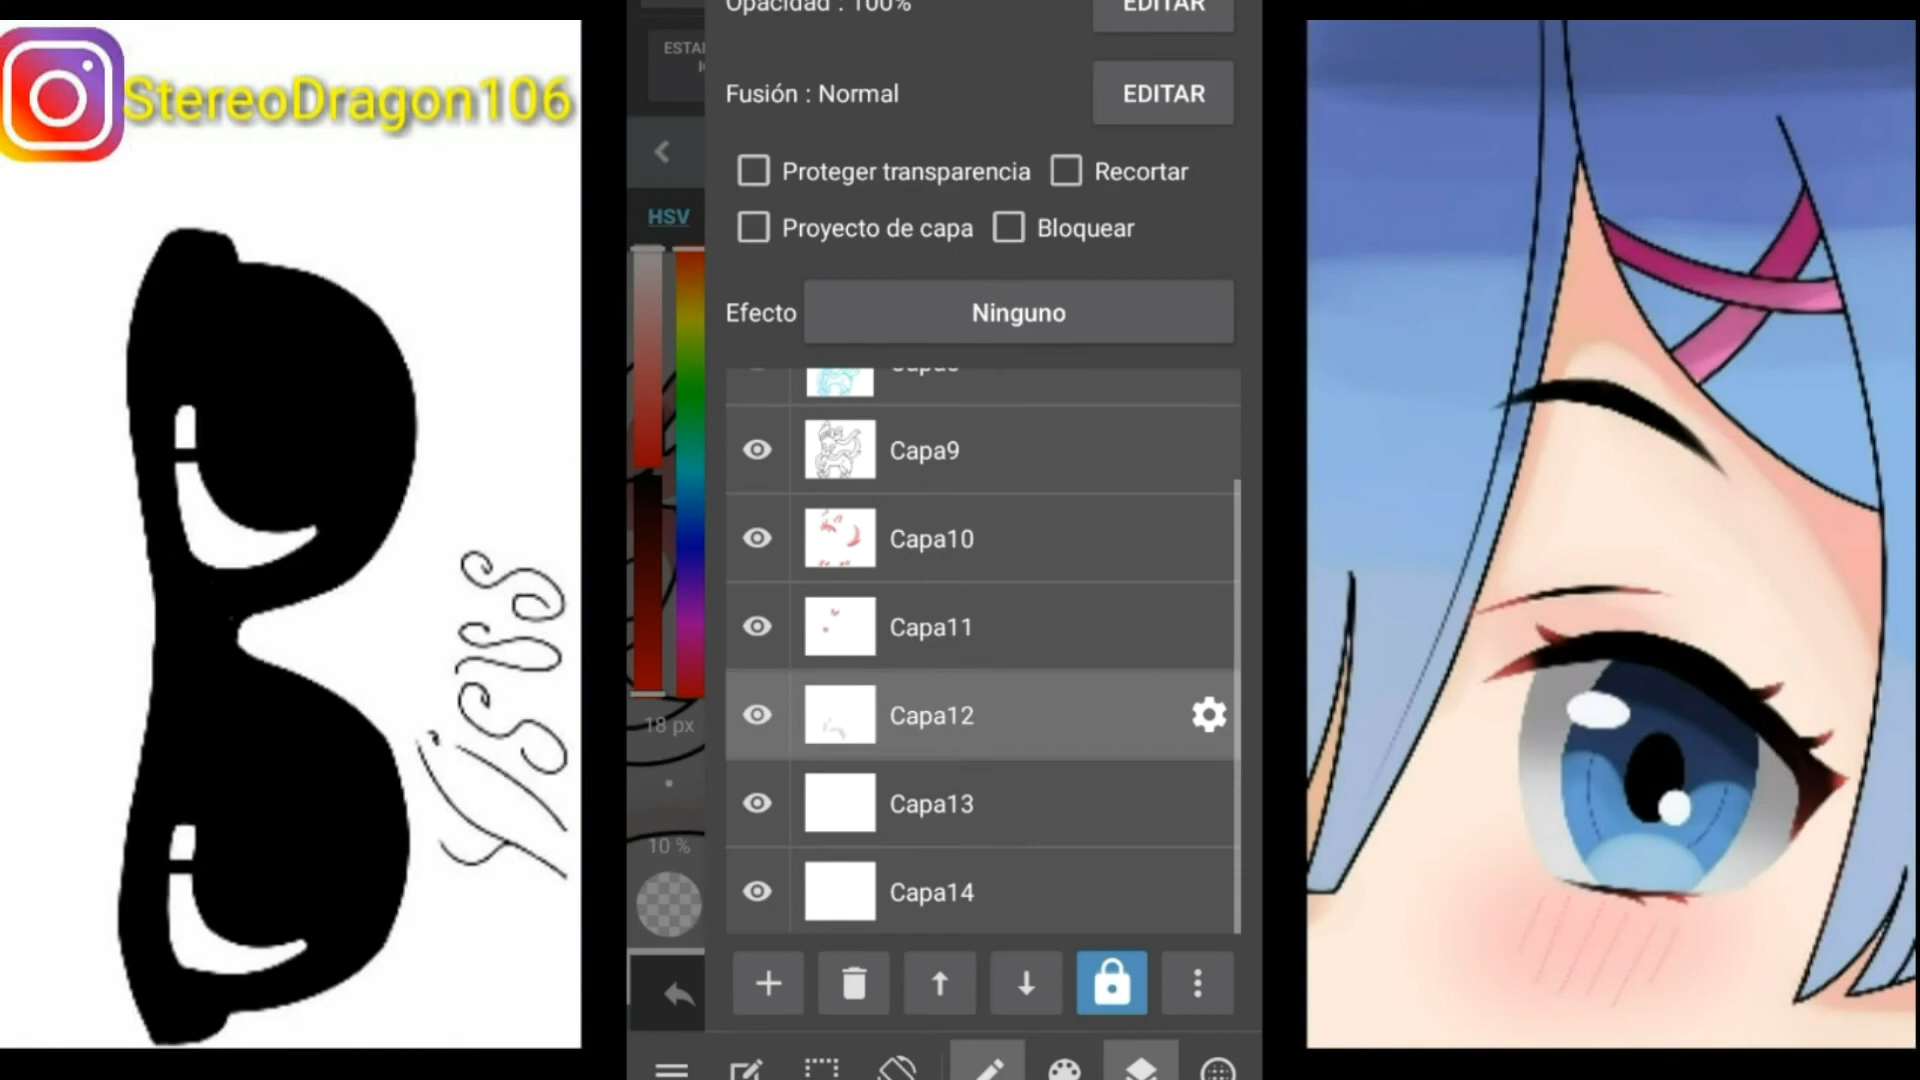 StereoDragon106
Opacidad : 100%
EDITAR
Fusión : Normal
EDITAR
Proteger transparencia
Recortar
Proyecto de capa
Bloquear
Efecto
Ninguno
HSV
Capa9
Capa10
Capa11
Capa12
18 px
Capa13
10 %
Capa14